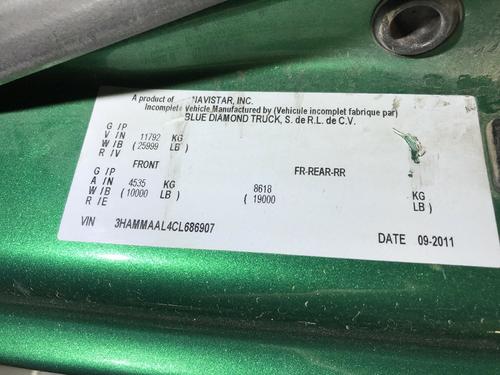 A product of NAVISTAR, INC.
Incomplete Vehicle Manufactured by (Vehicule incomplet fabrique par)
BLUE DIAMOND TRUCK, S. de R.L. de C.V.
G / P
V / N 11792 KG
W / B ( 25999 LB )
R / V
FRONT FR-REAR-RR
G / P
A / N 4535 KG 8618 KG
W / B ( 10000 LB ) ( 19000 LB )
R / E
VIN 3HAMMAAL4CL686907
DATE 09-2011